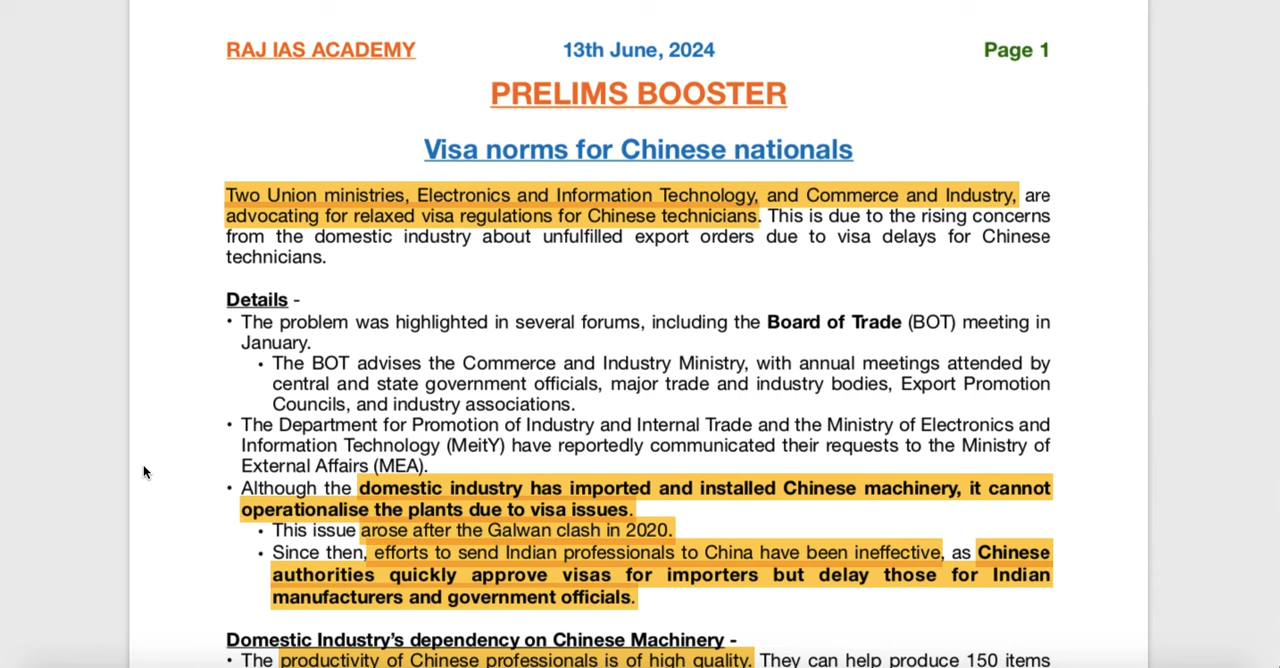 RAJ IAS ACADEMY 13th June, 2024 Page 1
PRELIMS BOOSTER
Visa norms for Chinese nationals
Two Union ministries, Electronics and Information Technology, and Commerce and Industry, are
advocating for relaxed visa regulations for Chinese technicians. This is due to the rising concerns
from the domestic industry about unfulfilled export orders due to visa delays for Chinese
technicians.
Details -
• The problem was highlighted in several forums, including the Board of Trade (BOT) meeting in
January.
• The BOT advises the Commerce and Industry Ministry, with annual meetings attended by
central and state government officials, major trade and industry bodies, Export Promotion
Councils, and industry associations.
• The Department for Promotion of Industry and Internal Trade and the Ministry of Electronics and
Information Technology (MeitY) have reportedly communicated their requests to the Ministry of
External Affairs (MEA).
• Although the domestic industry has imported and installed Chinese machinery, it cannot
operationalise the plants due to visa issues.
• This issue arose after the Galwan clash in 2020.
• Since then, efforts to send Indian professionals to China have been ineffective, as Chinese
authorities quickly approve visas for importers but delay those for Indian
manufacturers and government officials.
Domestic Industry's dependency on Chinese Machinery -
• The productivity of Chinese professionals is of high quality. They can help produce 150 items